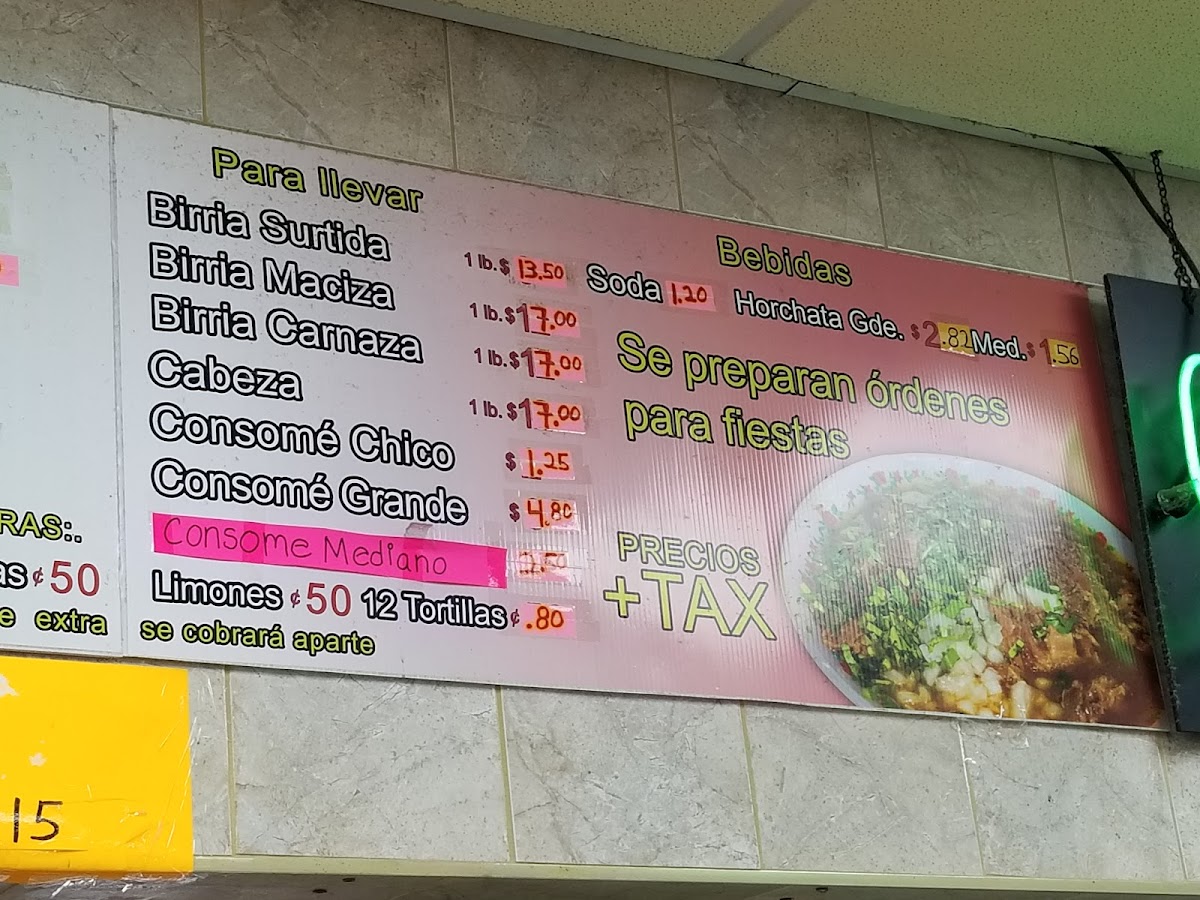 Para llevar
Birria Surtida 1 lb. $ 13.50
Birria Maciza 1 lb. $ 17.00
Birria Carnaza 1 lb. $ 17.00
Cabeza 1 lb. $ 17.00
Consomé Chico $ 1.25
Consomé Grande $ 4.80
Consome Mediano 2.50
Limones ¢ 50 12 Tortillas ¢ .80
se cobrará aparte
Bebidas
Soda 1.20 Horchata Gde. $ 2.82 Med. $ 1.56
Se preparan órdenes
para fiestas
PRECIOS
+TAX
RAS:.
as ¢ 50
e extra
15